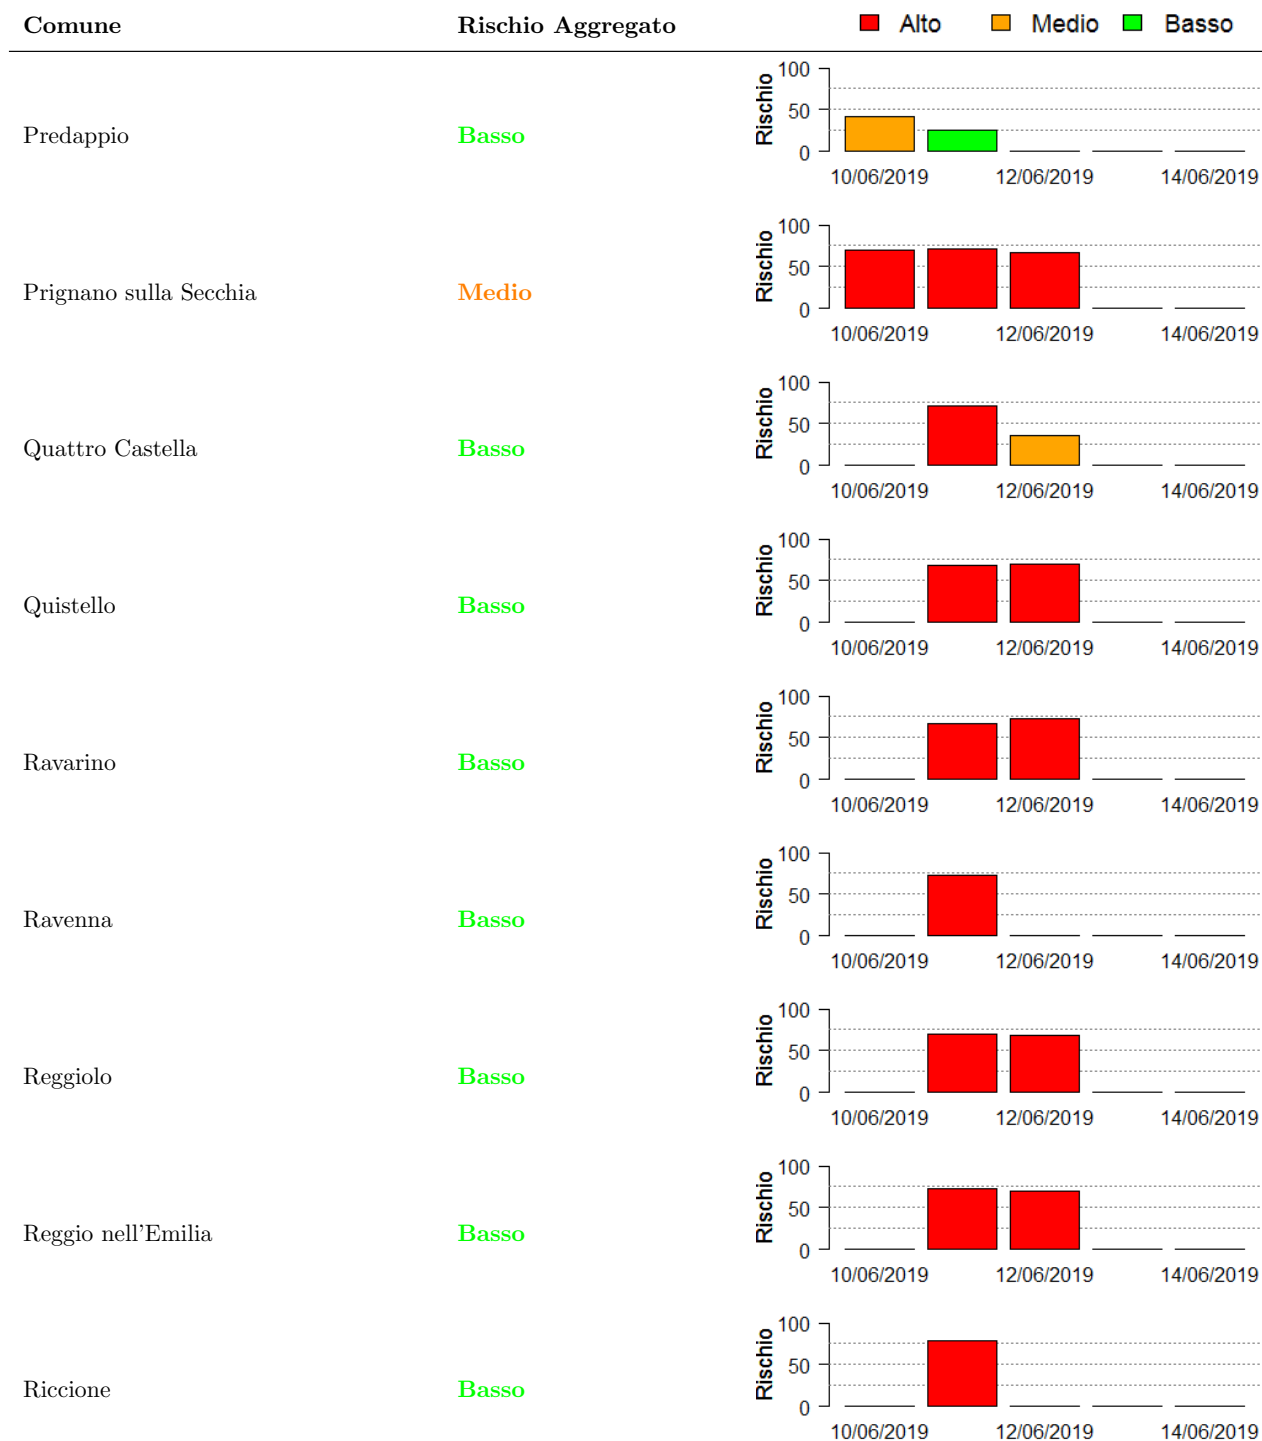 Comune Rischio Aggregato Alto Medio Basso
Predappio Basso Rischio 100 50 0
10/06/2019 12/06/2019 14/06/2019
Prignano sulla Secchia Medio Rischio 100 50 0
10/06/2019 12/06/2019 14/06/2019
Quattro Castella Basso Rischio 100 50 0
10/06/2019 12/06/2019 14/06/2019
Quistello Basso Rischio 100 50 0
10/06/2019 12/06/2019 14/06/2019
Ravarino Basso Rischio 100 50 0
10/06/2019 12/06/2019 14/06/2019
Ravenna Basso Rischio 100 50 0
10/06/2019 12/06/2019 14/06/2019
Reggiolo Basso Rischio 100 50 0
10/06/2019 12/06/2019 14/06/2019
Reggio nell'Emilia Basso Rischio 100 50 0
10/06/2019 12/06/2019 14/06/2019
Riccione Basso Rischio 100 50 0
10/06/2019 12/06/2019 14/06/2019